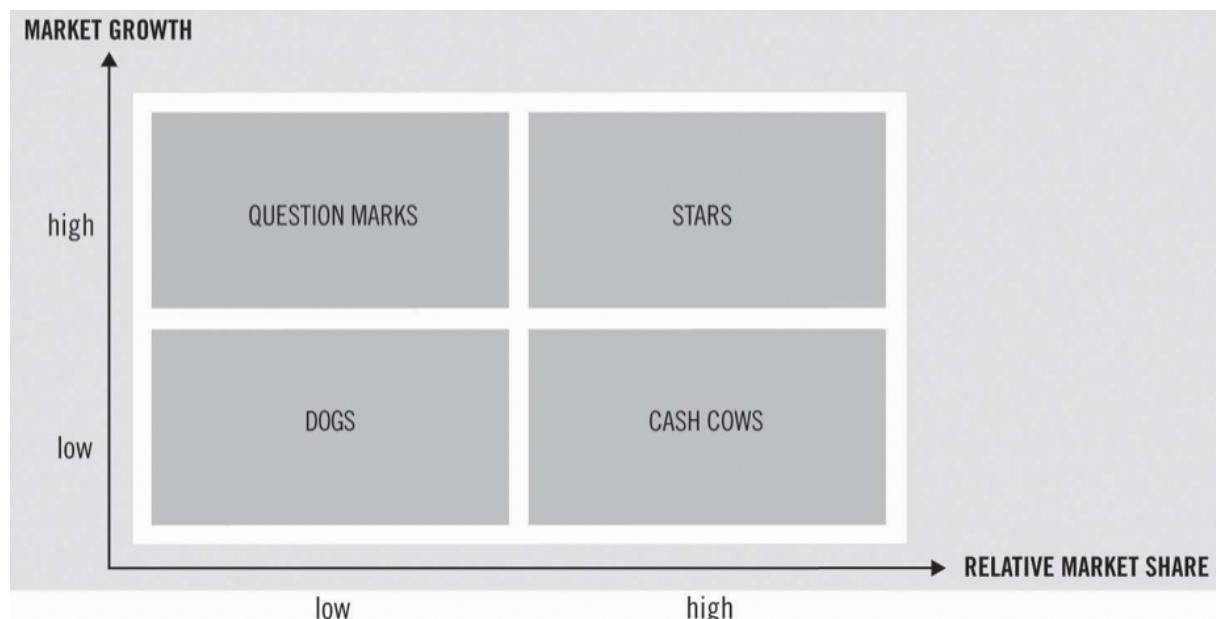 MARKET GROWTH
high
QUESTION MARKS
STARS
low
DOGS
CASH COWS
RELATIVE MARKET SHARE
low
high